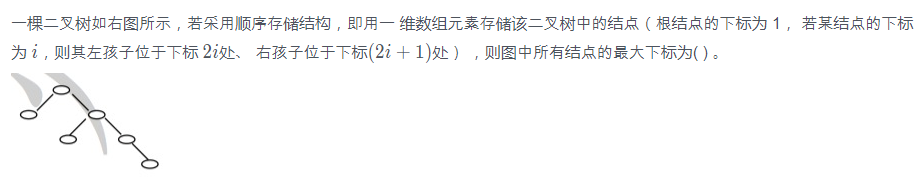 一棵二叉树如右图所示，若采用顺序存储结构，即用一 维数组元素存储该二叉树中的结点（根结点的下标为 1， 若某结点的下标
为 i，则其左孩子位于下标 2i处、 右孩子位于下标(2i + 1)处），则图中所有结点的最大下标为( )。